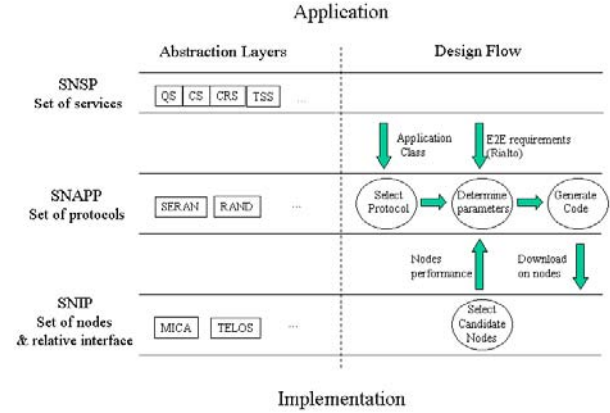 Application
Abstraction Layers
Design Flow
SNSP
Set of services
QS CS CRS TSS ...
Application
Class
E2E requirements
(Rialto)
SNAPP
Set of protocols
SERAN RAND ...
Select
Protocol
Determine
parameters
Generate
Code
Nodes
performance
Download
on nodes
SNIP
Set of nodes
& relative interface
MICA TELOS ...
Select
Candidate
Nodes
Implementation